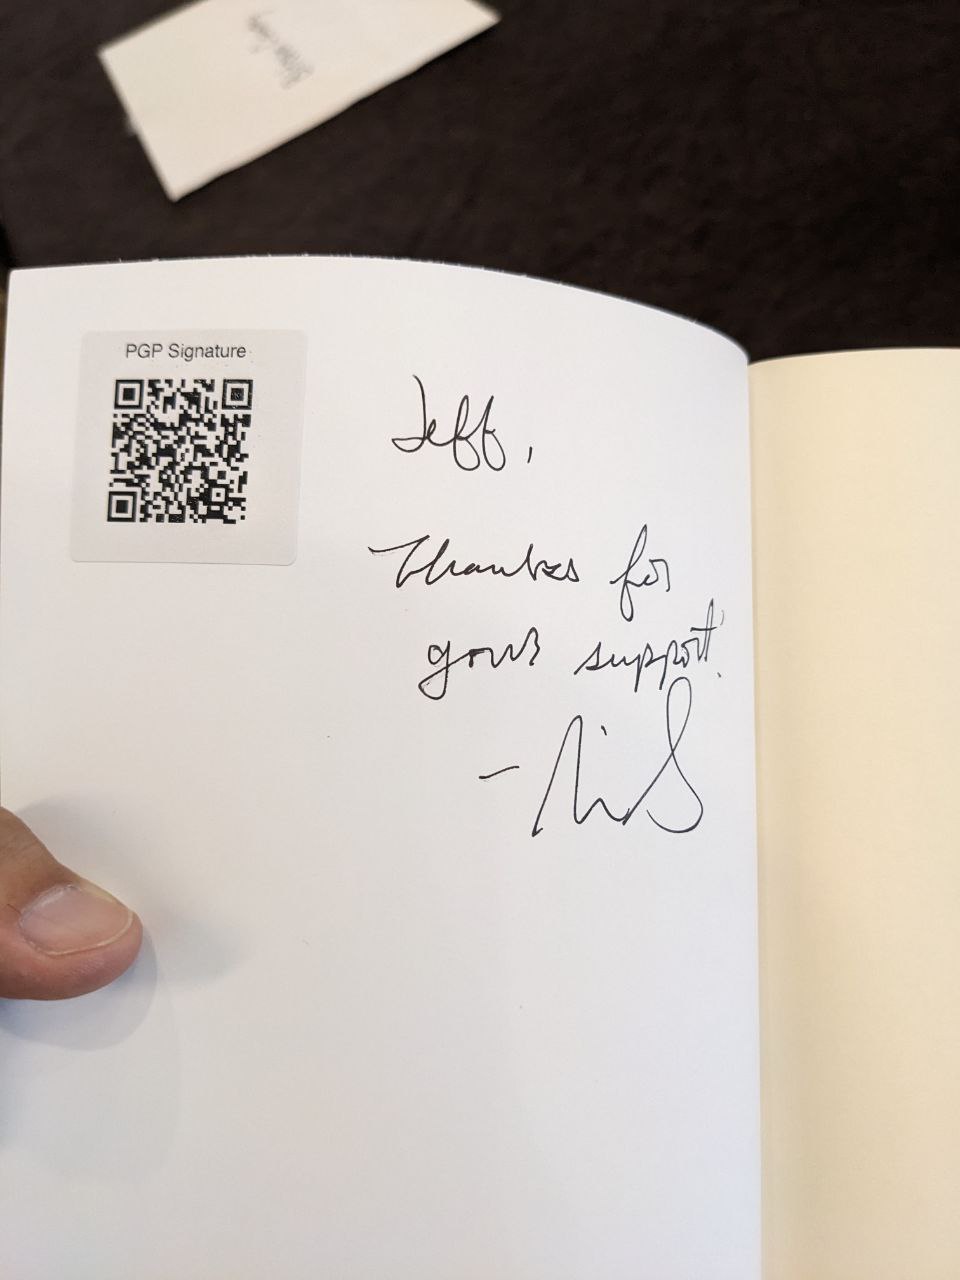 PGP Signature
Jeff,
Thanks for
your support!